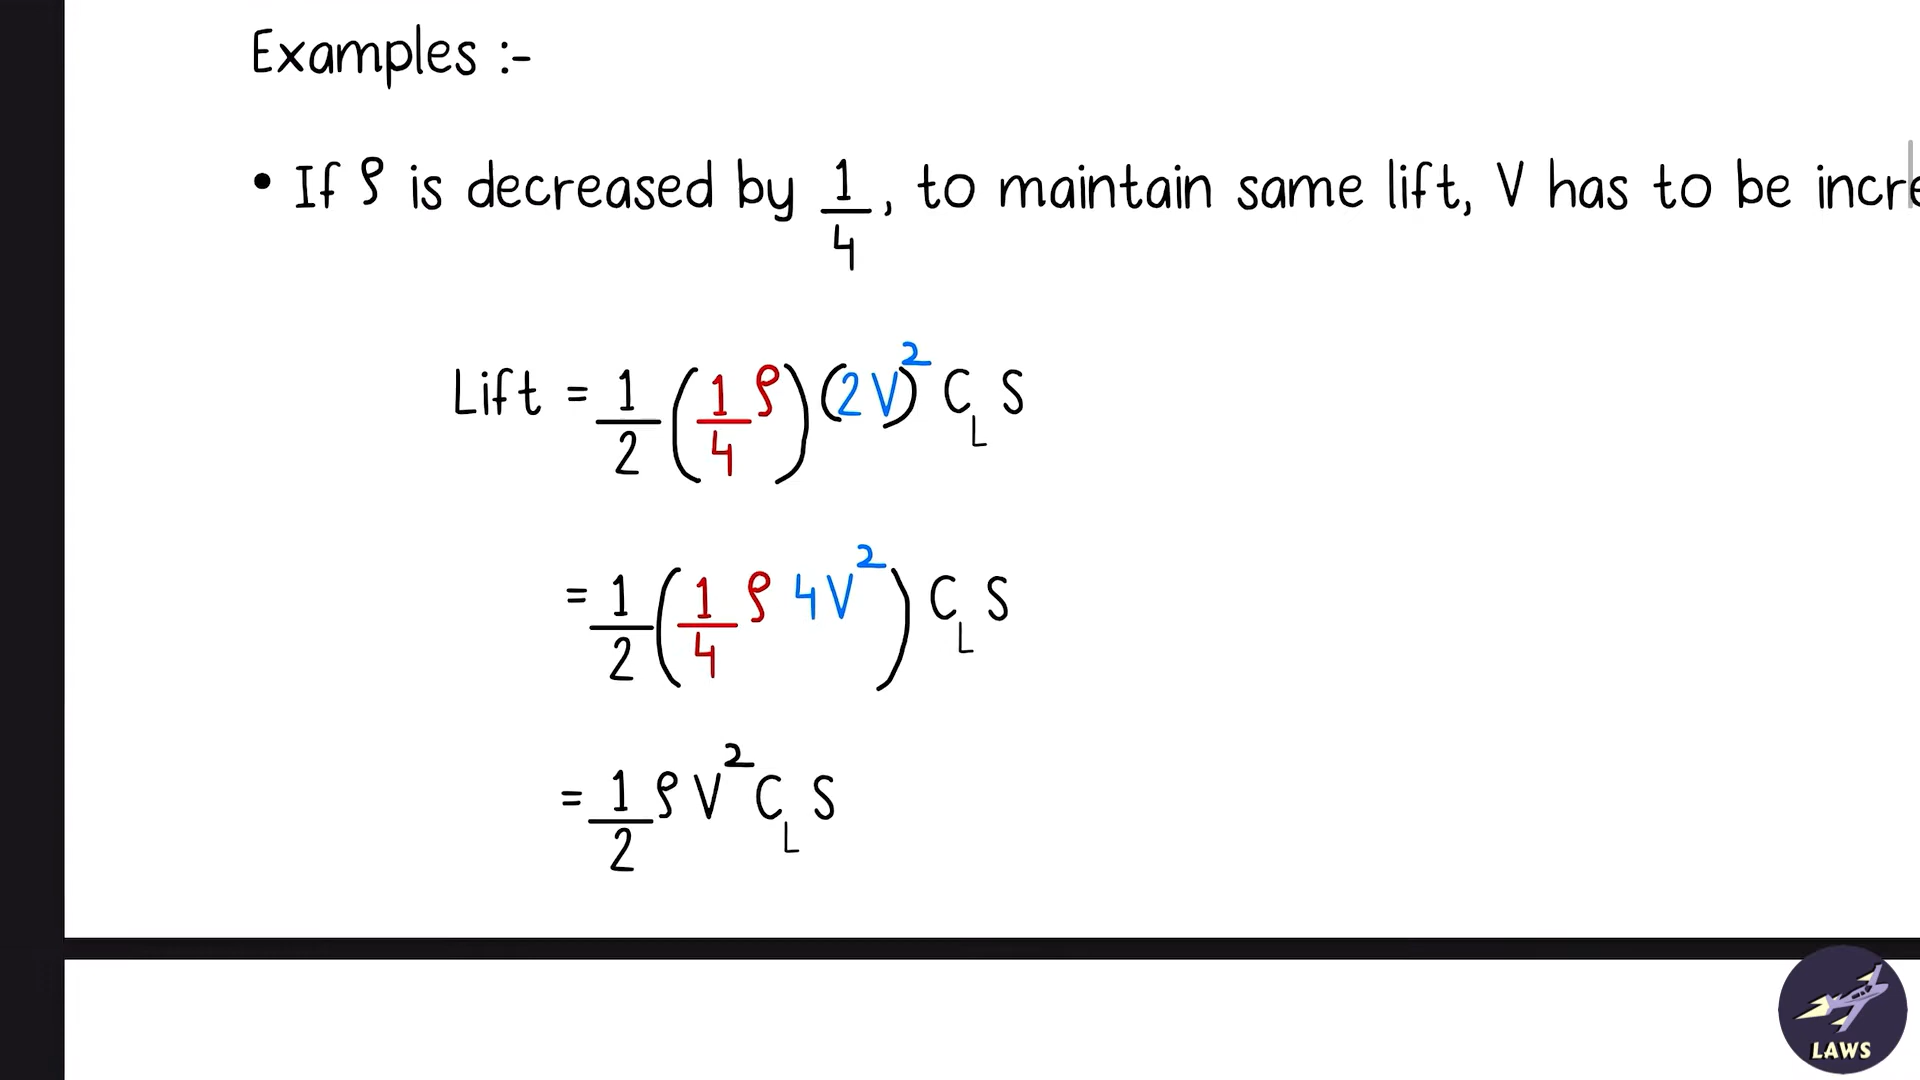 Examples :-
• If ρ is decreased by 1/4, to maintain same lift, V has to be incre
Lift = 1/2 (1/4 ρ) (2V)² C_L S
= 1/2 (1/4 ρ 4V²) C_L S
= 1/2 ρ V² C_L S
LAWS